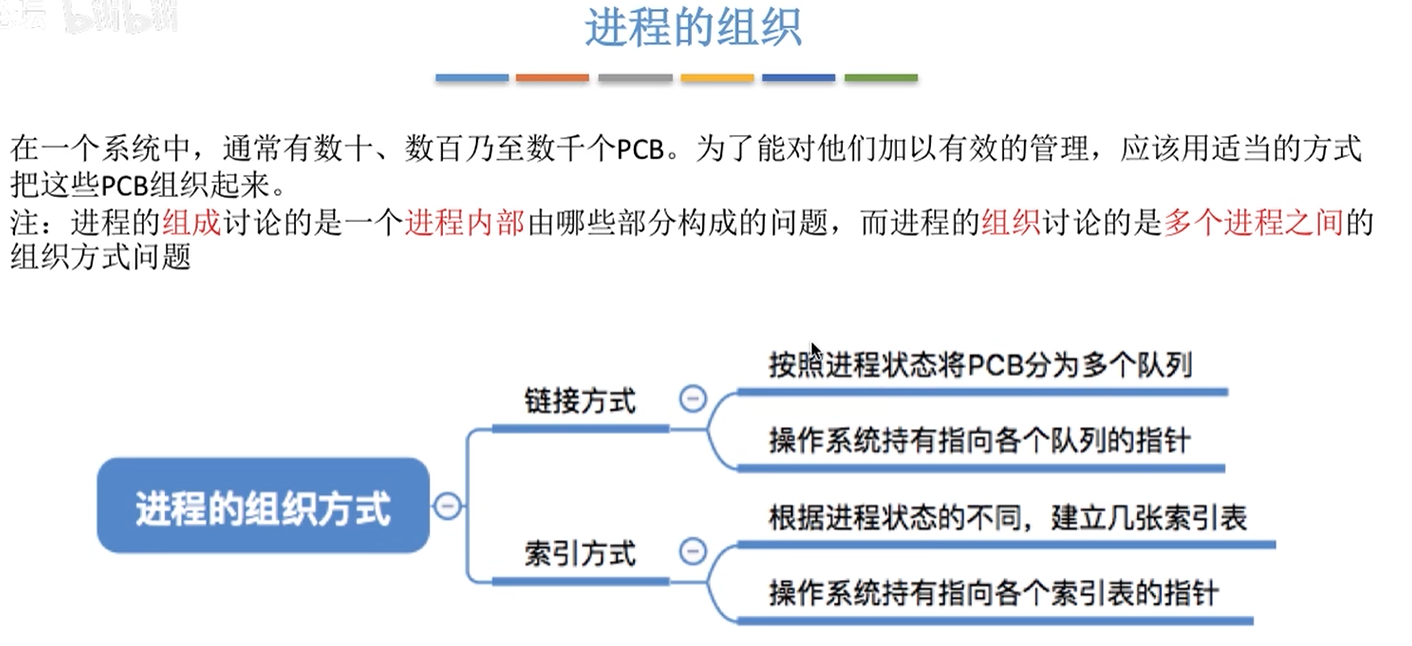 进程的组织
在一个系统中，通常有数十、数百乃至数千个PCB。为了能对他们加以有效的管理，应该用适当的方式
把这些PCB组织起来。
注：进程的组成讨论的是一个进程内部由哪些部分构成的问题，而进程的组织讨论的是多个进程之间的
组织方式问题
按照进程状态将PCB分为多个队列
链接方式
操作系统持有指向各个队列的指针
进程的组织方式
根据进程状态的不同，建立几张索引表
索引方式
操作系统持有指向各个索引表的指针